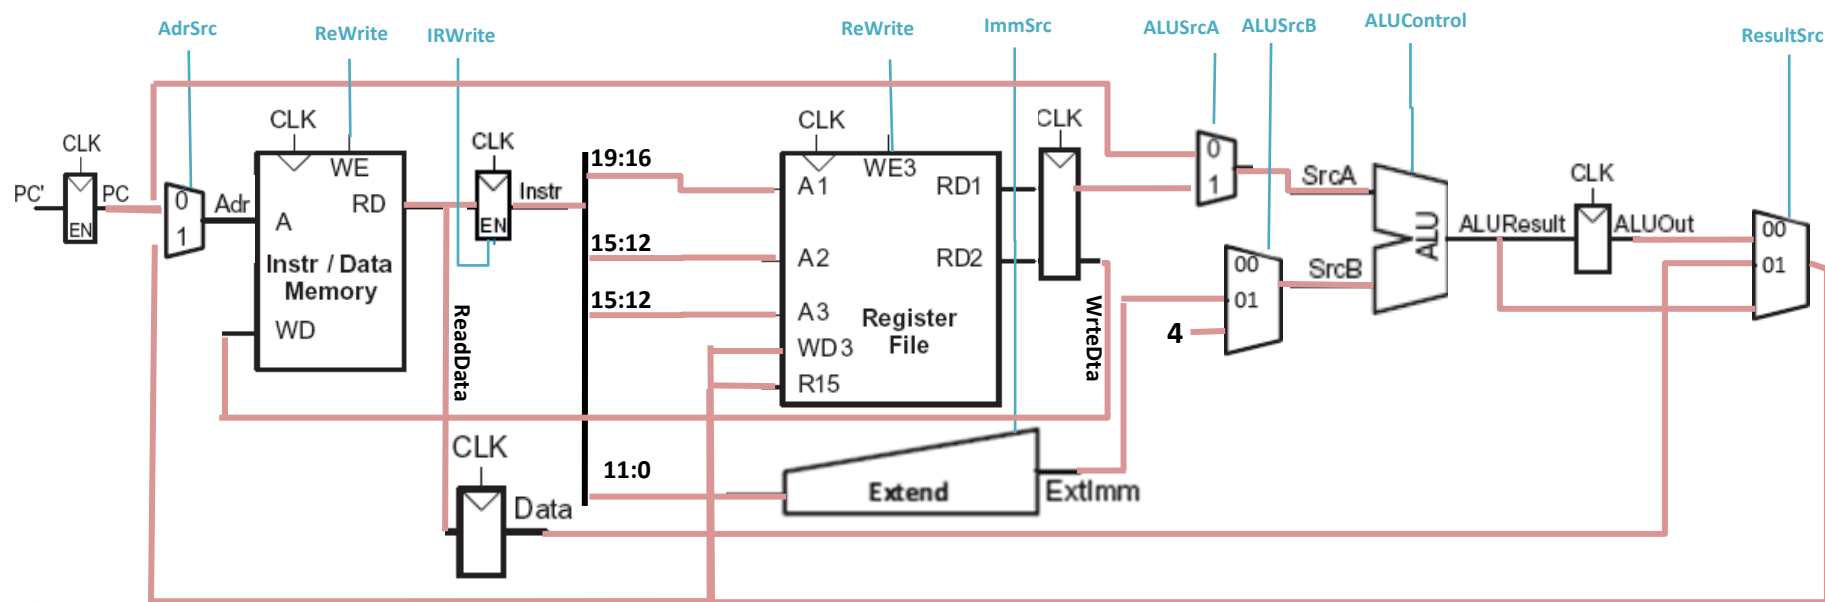 AdrSrc
ReWrite
IRWrite
ReWrite
ImmSrc
ALUSrcA
ALUSrcB
ALUControl
ResultSrc
CLK
PC'
EN
PC
0
1
Adr
CLK
WE
RD
A
Instr / Data
Memory
WD
CLK
EN
Instr
ReadData
CLK
Data
19:16
15:12
15:12
11:0
CLK
WE3
A1
RD1
A2
RD2
A3
Register
File
WD3
R15
CLK
WrteDta
Extend
ExtImm
0
1
SrcA
00
01
4
SrcB
ALU
ALUResult
CLK
ALUOut
00
01